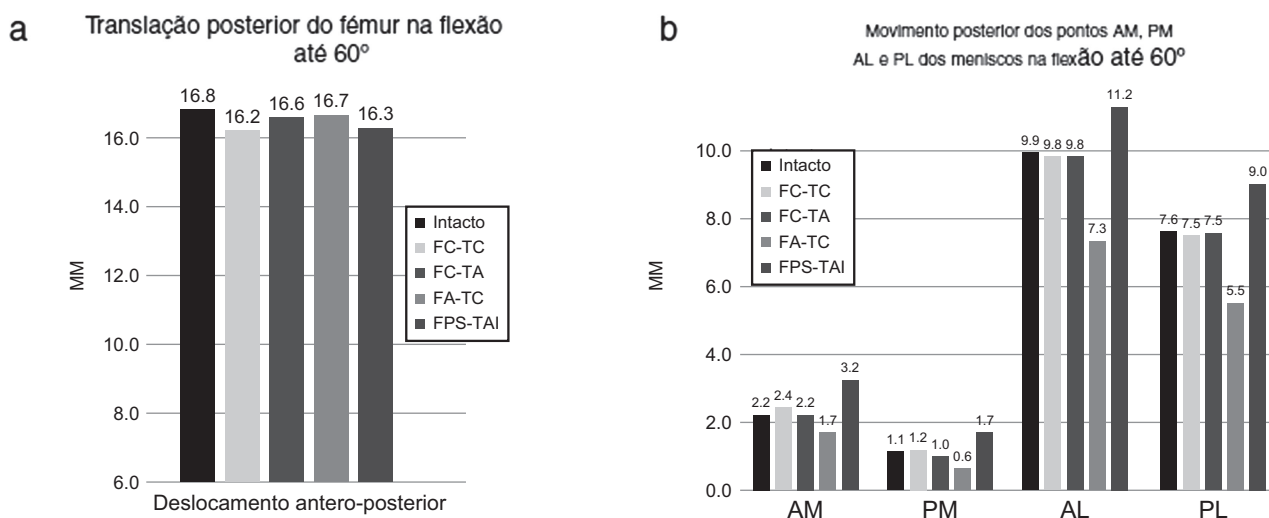 a
Translação posterior do fémur na flexão
até 60º
16.8
16.2
16.6
16.7
16.3
16.0
14.0
12.0
10.0
8.0
6.0
MM
Intacto
FC-TC
FC-TA
FA-TC
FPS-TAI
Deslocamento antero-posterior
b
Movimento posterior dos pontos AM, PM
AL e PL dos meniscos na flexão até 60º
10.0
8.0
6.0
4.0
2.0
0.0
MM
Intacto
FC-TC
FC-TA
FA-TC
FPS-TAI
2.2
2.4
2.2
1.7
3.2
1.1
1.2
1.0
0.6
1.7
9.9
9.8
9.8
7.3
11.2
7.6
7.5
7.5
5.5
9.0
AM
PM
AL
PL